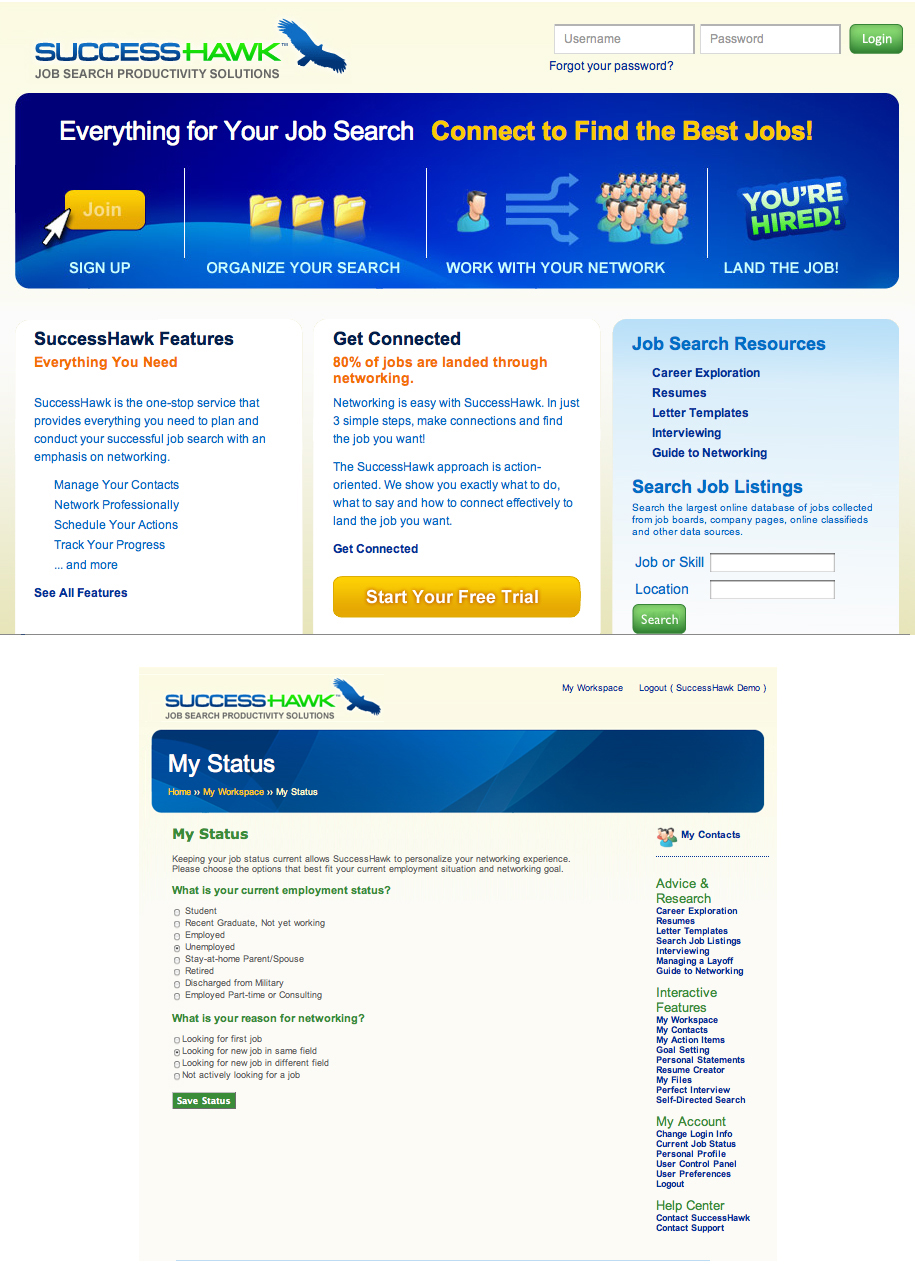 SUCCESSHAWK™
JOB SEARCH PRODUCTIVITY SOLUTIONS
Username
Password
Login
Forgot your password?
Everything for Your Job Search Connect to Find the Best Jobs!
Join
YOU'RE
HIRED!
SIGN UP
ORGANIZE YOUR SEARCH
WORK WITH YOUR NETWORK
LAND THE JOB!
SuccessHawk Features
Everything You Need
SuccessHawk is the one-stop service that
provides everything you need to plan and
conduct your successful job search with an
emphasis on networking.
Manage Your Contacts
Network Professionally
Schedule Your Actions
Track Your Progress
... and more
See All Features
Get Connected
80% of jobs are landed through
networking.
Networking is easy with SuccessHawk. In just
3 simple steps, make connections and find
the job you want!
The SuccessHawk approach is action-
oriented. We show you exactly what to do,
what to say and how to connect effectively to
land the job you want.
Get Connected
Start Your Free Trial
Job Search Resources
Career Exploration
Resumes
Letter Templates
Interviewing
Guide to Networking
Search Job Listings
Search the largest online database of jobs collected
from job boards, company pages, online classifieds
and other data sources.
Job or Skill
Location
Search
SUCCESSHAWK™
JOB SEARCH PRODUCTIVITY SOLUTIONS
My Workspace
Logout ( SuccessHawk Demo )
My Status
Home ›› My Workspace ›› My Status
My Status
Keeping your job status current allows SuccessHawk to personalize your networking experience.
Please choose the options that best fit your current employment situation and networking goal.
What is your current employment status?
Student
Recent Graduate, Not yet working
Employed
Unemployed
Stay-at-home Parent/Spouse
Retired
Discharged from Military
Employed Part-time or Consulting
What is your reason for networking?
Looking for first job
Looking for new job in same field
Looking for new job in different field
Not actively looking for a job
Save Status
My Contacts
Advice &
Research
Career Exploration
Resumes
Letter Templates
Search Job Listings
Interviewing
Managing a Layoff
Guide to Networking
Interactive
Features
My Workspace
My Contacts
My Action Items
Goal Setting
Personal Statements
Resume Creator
My Files
Perfect Interview
Self-Directed Search
My Account
Change Login Info
Current Job Status
Personal Profile
User Control Panel
User Preferences
Logout
Help Center
Contact SuccessHawk
Contact Support